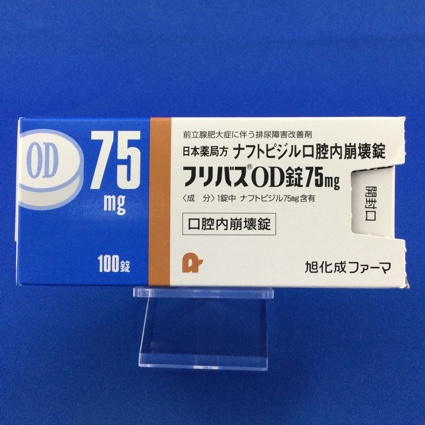 OD
75
mg
100錠
前立腺肥大症に伴う排尿障害改善剤
日本薬局方 ナフトピジル口腔内崩壊錠
フリバス®OD錠75mg
〈成 分〉1錠中 ナフトピジル75mg含有
口腔内崩壊錠
旭化成ファーマ
開封口